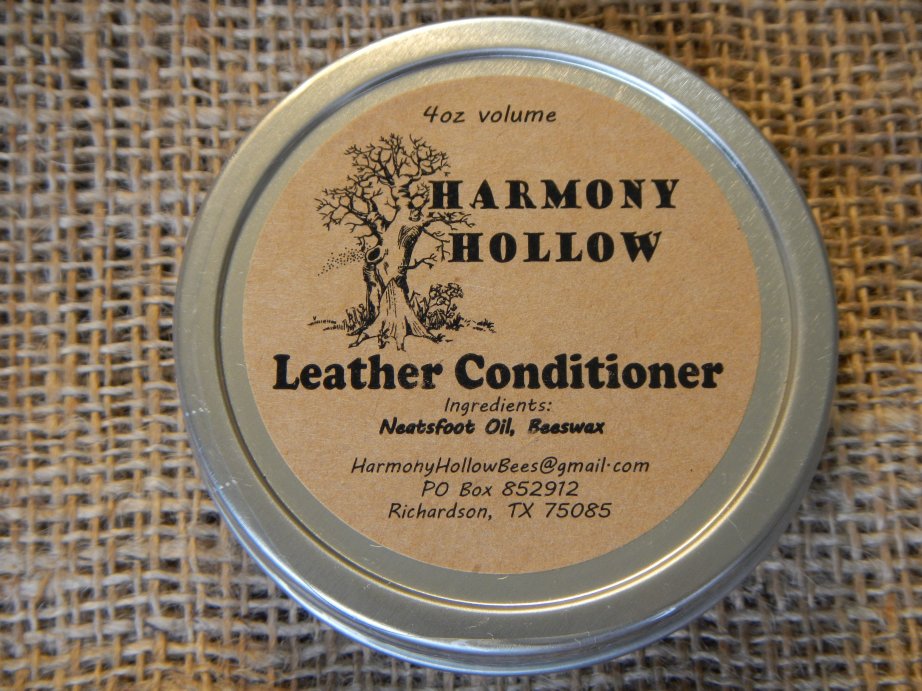 4oz volume
HARMONY
HOLLOW
Leather Conditioner
Ingredients:
Neatsfoot Oil, Beeswax
HarmonyHollowBees@gmail.com
PO Box 852912
Richardson, TX 75085